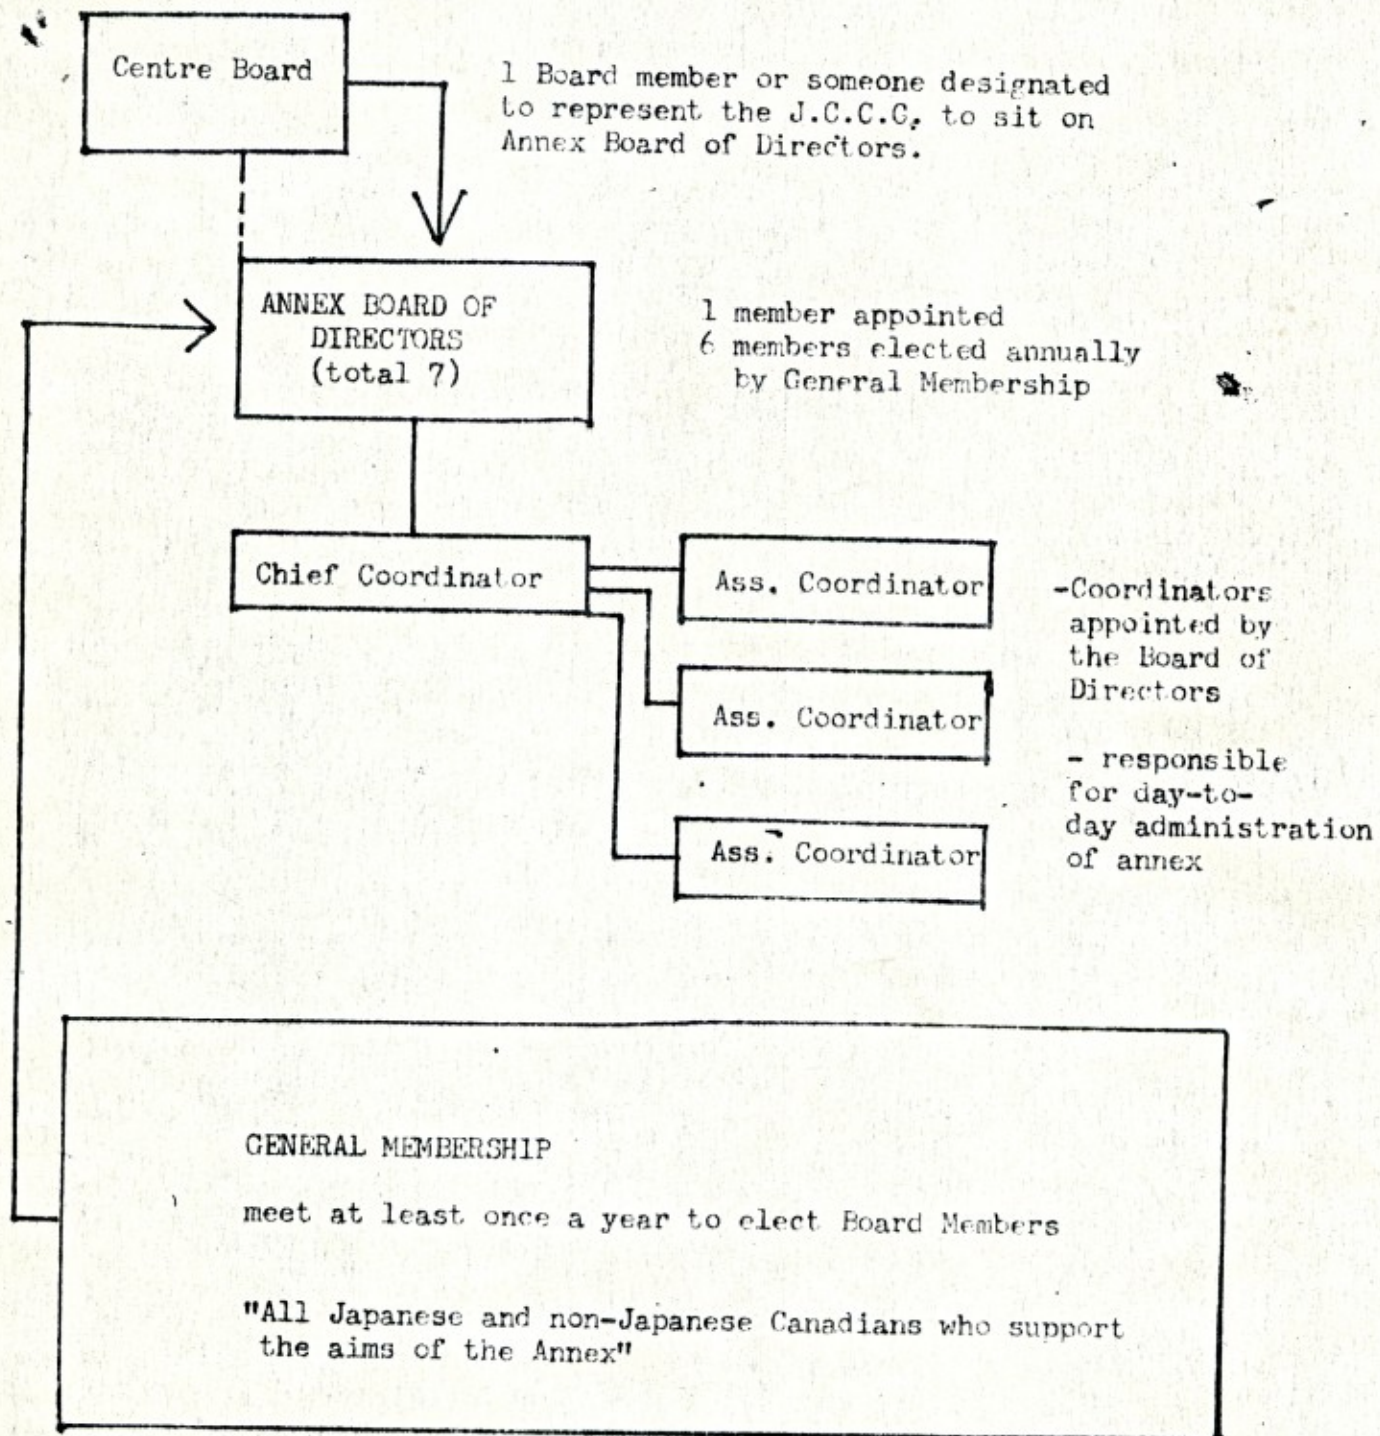 Centre Board
1 Board member or someone designated
to represent the J.C.C.C. to sit on
Annex Board of Directors.
ANNEX BOARD OF
DIRECTORS
(total 7)
1 member appointed
6 members elected annually
by General Membership
Chief Coordinator
Ass. Coordinator
Ass. Coordinator
Ass. Coordinator
-Coordinators
appointed by
the Board of
Directors
- responsible
for day-to-
day administration
of annex
GENERAL MEMBERSHIP
meet at least once a year to elect Board Members
"All Japanese and non-Japanese Canadians who support
the aims of the Annex"